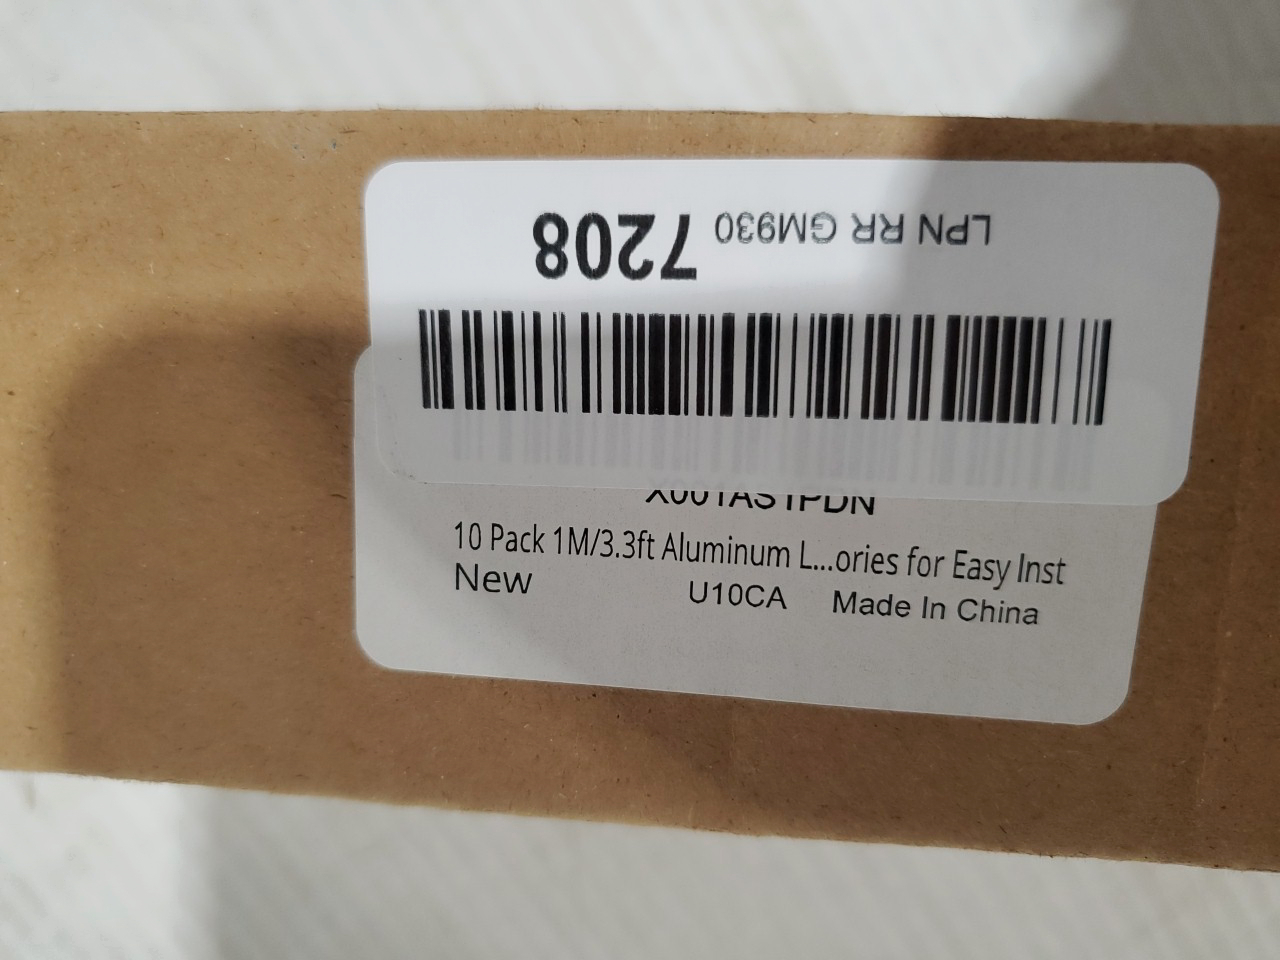 LPN RR GM930 7208
X001AS1PDN
10 Pack 1M/3.3ft Aluminum L...ories for Easy Inst
New U10CA Made In China